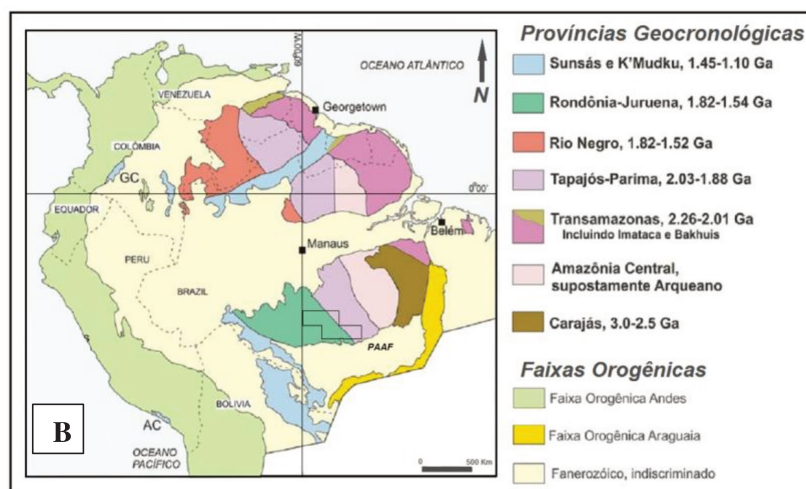 OCEANO ATLÂNTICO
N
60°00'W
VENEZUELA
Georgetown
COLÔMBIA
GC
0°00'
EQUADOR
Belém
Manaus
PERU
BRAZIL
PAAF
BOLIVIA
AC
B
OCEANO
PACÍFICO
500 Km
Províncias Geocronológicas
Sunsás e K'Mudku, 1.45-1.10 Ga
Rondônia-Juruena, 1.82-1.54 Ga
Rio Negro, 1.82-1.52 Ga
Tapajós-Parima, 2.03-1.88 Ga
Transamazonas, 2.26-2.01 Ga
Incluindo Imataca e Bakhuis
Amazônia Central,
supostamente Arqueano
Carajás, 3.0-2.5 Ga
Faixas Orogênicas
Faixa Orogênica Andes
Faixa Orogênica Araguaia
Fanerozóico, indiscriminado